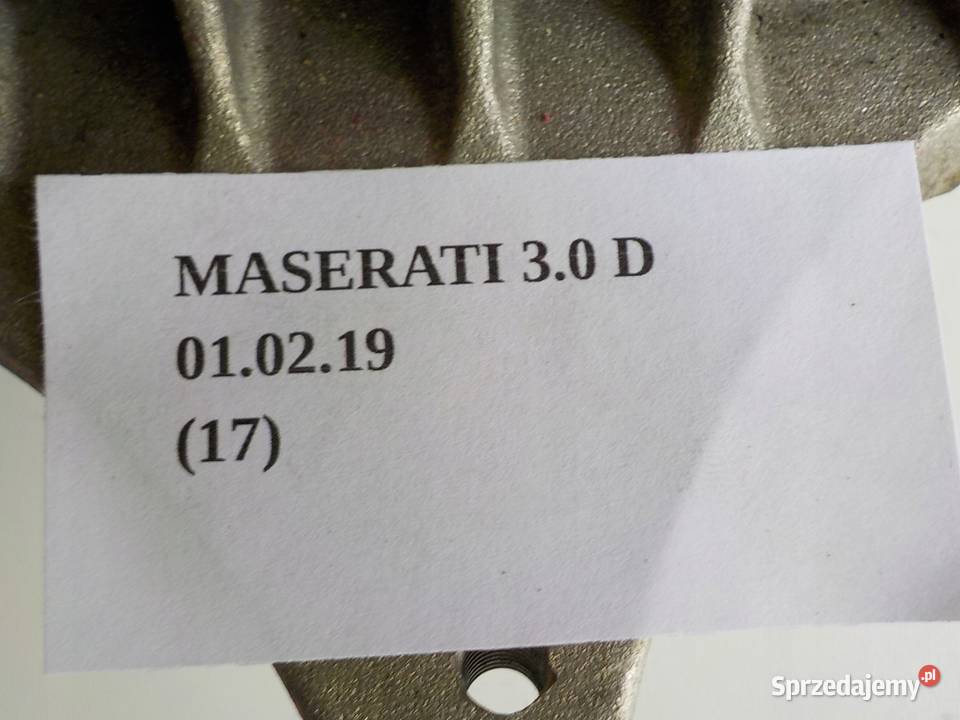 MASERATI 3.0 D
01.02.19
(17)
Sprzedajemy.pl